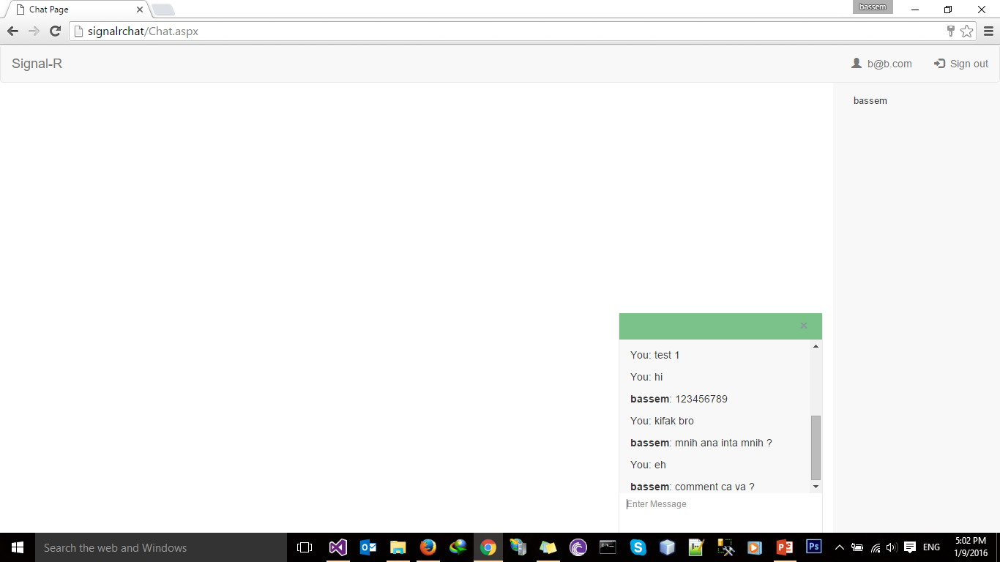 Chat Page
bassem
signalrchat/Chat.aspx
Signal-R
b@b.com
Sign out
bassem
You: test 1
You: hi
bassem: 123456789
You: kifak bro
bassem: mnih ana inta mnih ?
You: eh
bassem: comment ca va ?
Enter Message
Search the web and Windows
ENG
5:02 PM
1/9/2016